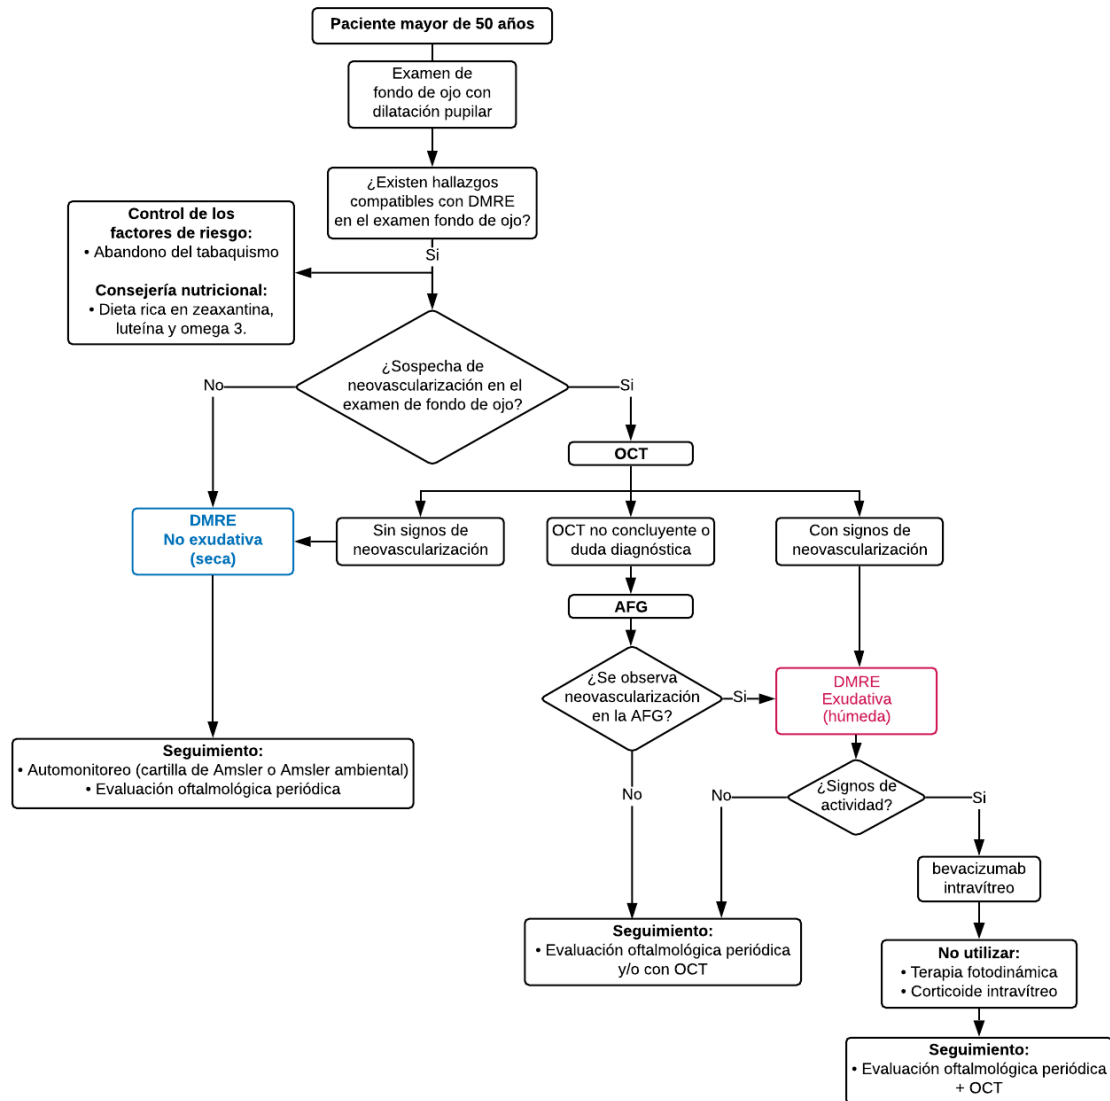 Paciente mayor de 50 años
Examen de
fondo de ojo con
dilatación pupilar
¿Existen hallazgos
compatibles con DMRE
en el examen fondo de ojo?
Si
Control de los
factores de riesgo:
• Abandono del tabaquismo
Consejería nutricional:
• Dieta rica en zeaxantina,
luteína y omega 3.
¿Sospecha de
neovascularización en el
examen de fondo de ojo?
No
Si
OCT
DMRE
No exudativa
(seca)
Sin signos de
neovascularización
OCT no concluyente o
duda diagnóstica
Con signos de
neovascularización
AFG
¿Se observa
neovascularización
en la AFG?
Si
DMRE
Exudativa
(húmeda)
Seguimiento:
• Automonitoreo (cartilla de Amsler o Amsler ambiental)
• Evaluación oftalmológica periódica
No
No
¿Signos de
actividad?
Si
bevacizumab
intravítreo
Seguimiento:
• Evaluación oftalmológica periódica
y/o con OCT
No utilizar:
• Terapia fotodinámica
• Corticoide intravítreo
Seguimiento:
• Evaluación oftalmológica periódica
+ OCT